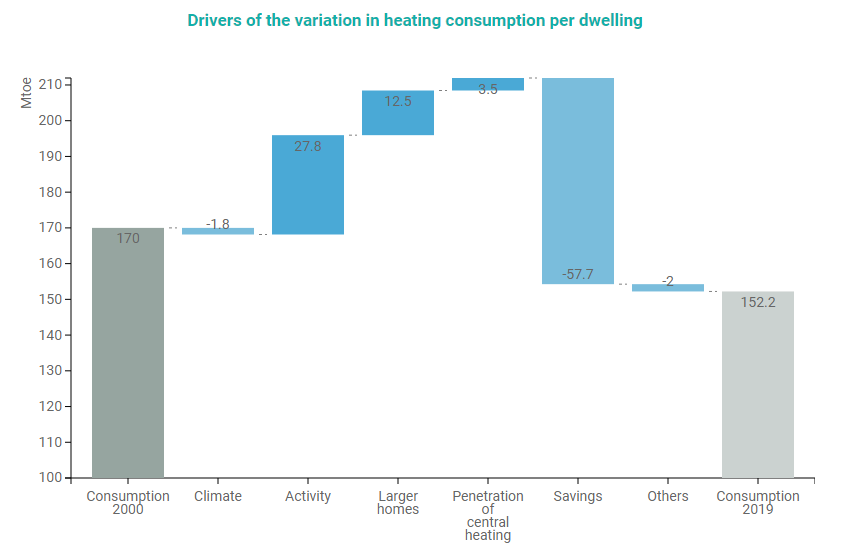 Drivers of the variation in heating consumption per dwelling
Mtoe
210
200
190
180
170
160
150
140
130
120
110
100
170
-1.8
27.8
12.5
3.5
-57.7
-2
152.2
Consumption
2000
Climate
Activity
Larger
homes
Penetration
of
central
heating
Savings
Others
Consumption
2019